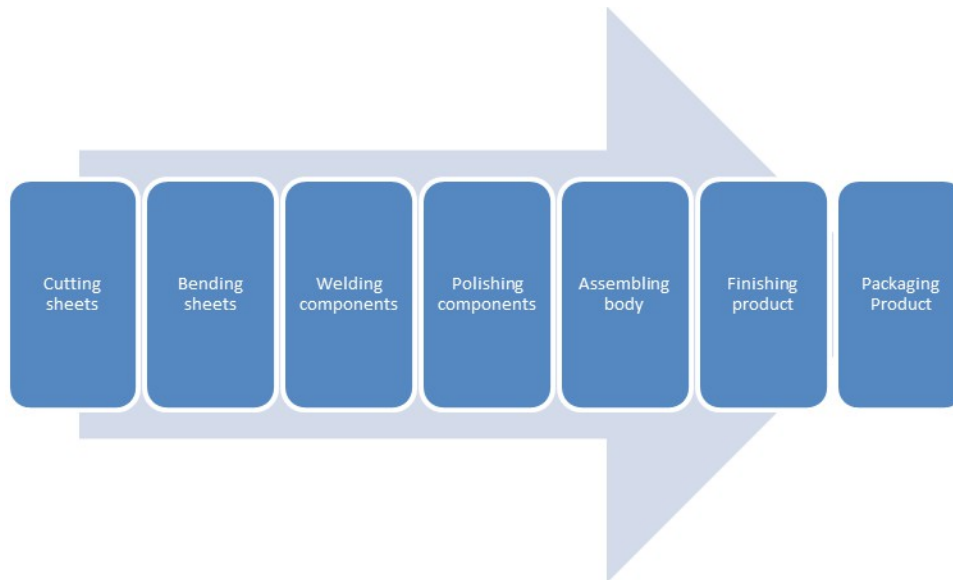 Cutting
sheets
Bending
sheets
Welding
components
Polishing
components
Assembling
body
Finishing
product
Packaging
Product